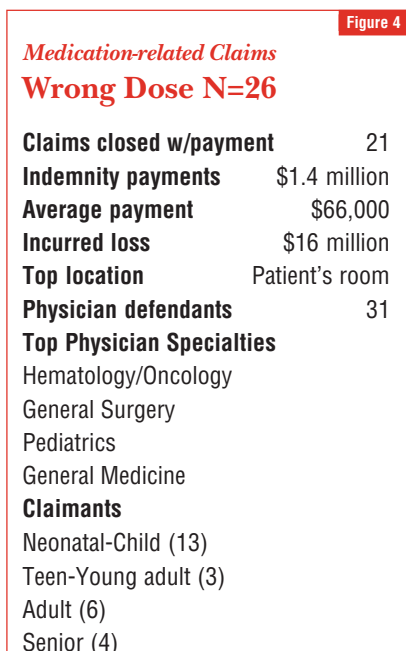 Figure 4
Medication-related Claims
Wrong Dose N=26
Claims closed w/payment 21
Indemnity payments $1.4 million
Average payment $66,000
Incurred loss $16 million
Top location Patient's room
Physician defendants 31
Top Physician Specialties
Hematology/Oncology
General Surgery
Pediatrics
General Medicine
Claimants
Neonatal-Child (13)
Teen-Young adult (3)
Adult (6)
Senior (4)